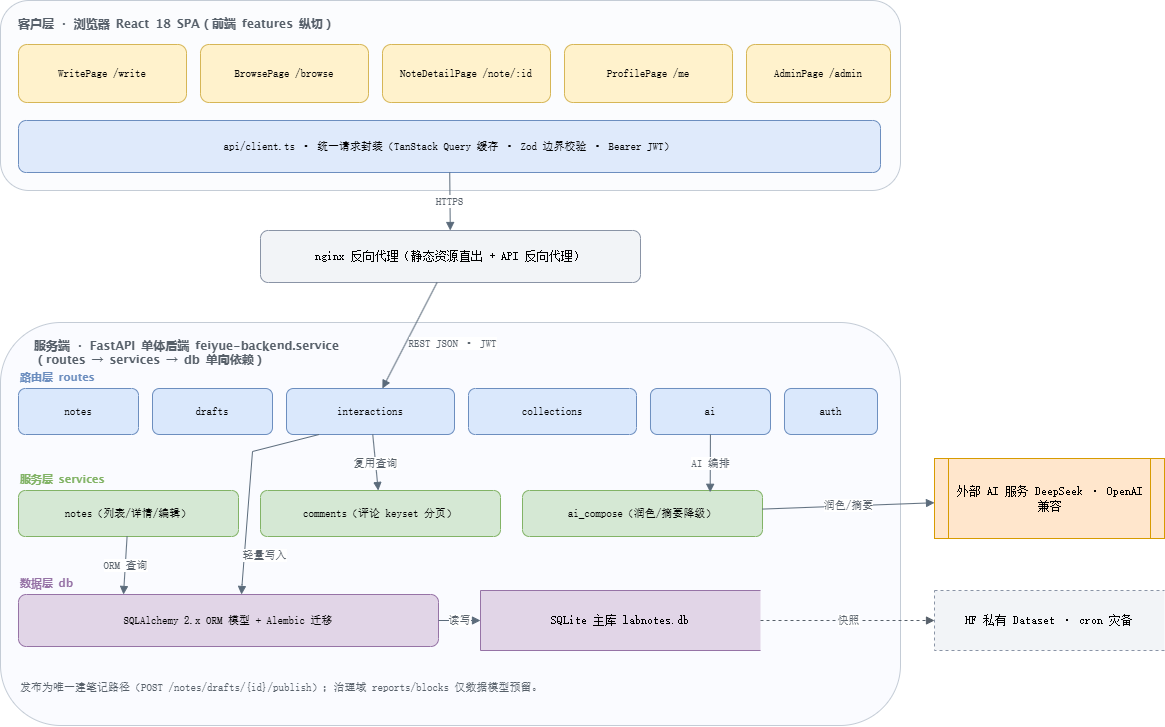 客户层 · 浏览器 React 18 SPA（前端 features 纵切）
WritePage /write
BrowsePage /browse
NoteDetailPage /note/:id
ProfilePage /me
AdminPage /admin
api/client.ts · 统一请求封装（TanStack Query 缓存 · Zod 边界校验 · Bearer JWT）
HTTPS
nginx 反向代理（静态资源直出 + API 反向代理）
服务端 · FastAPI 单体后端 feiyue-backend.service
（routes → services → db 单向依赖）
REST JSON · JWT
路由层 routes
notes
drafts
interactions
collections
ai
auth
复用查询
AI 编排
服务层 services
notes（列表/详情/编辑）
comments（评论 keyset 分页）
ai_compose（润色/摘要降级）
润色/摘要
外部 AI 服务 DeepSeek · OpenAI
兼容
ORM 查询
轻量写入
数据层 db
SQLAlchemy 2.x ORM 模型 + Alembic 迁移
读写
SQLite 主库 labnotes.db
快照
HF 私有 Dataset · cron 灾备
发布为唯一建笔记路径（POST /notes/drafts/{id}/publish）；治理域 reports/blocks 仅数据模型预留。